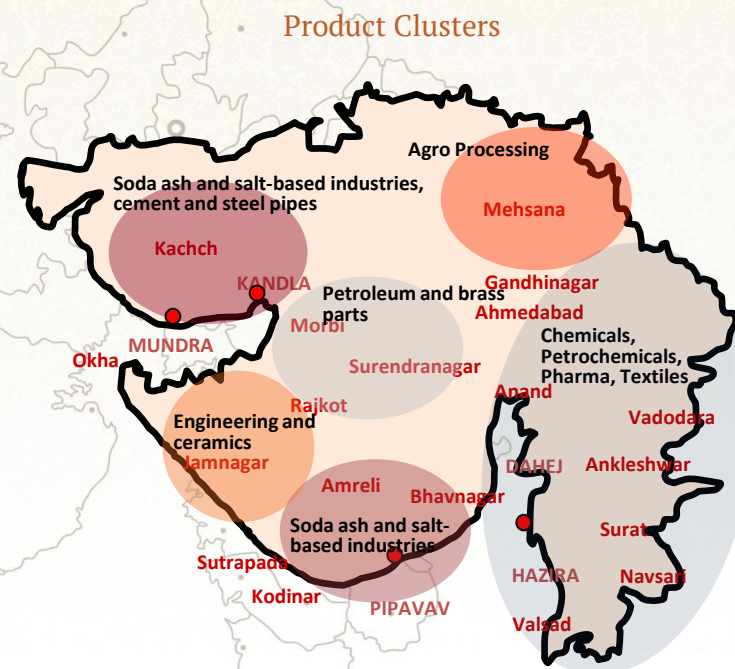 Product Clusters
Agro Processing
Soda ash and salt-based industries,
cement and steel pipes
Mehsana
Kachch
KANDLA
Gandhinagar
Petroleum and brass
parts
Ahmedabad
Morbi
MUNDRA
Chemicals,
Petrochemicals,
Pharma, Textiles
Okha
Surendranagar
Anand
Rajkot
Vadodara
Engineering and
ceramics
Jamnagar
DAHEJ
Ankleshwar
Amreli
Bhavnagar
Soda ash and salt-
based industries
Surat
Sutrapada
HAZIRA
Navsari
Kodinar
PIPAVAV
Valsad